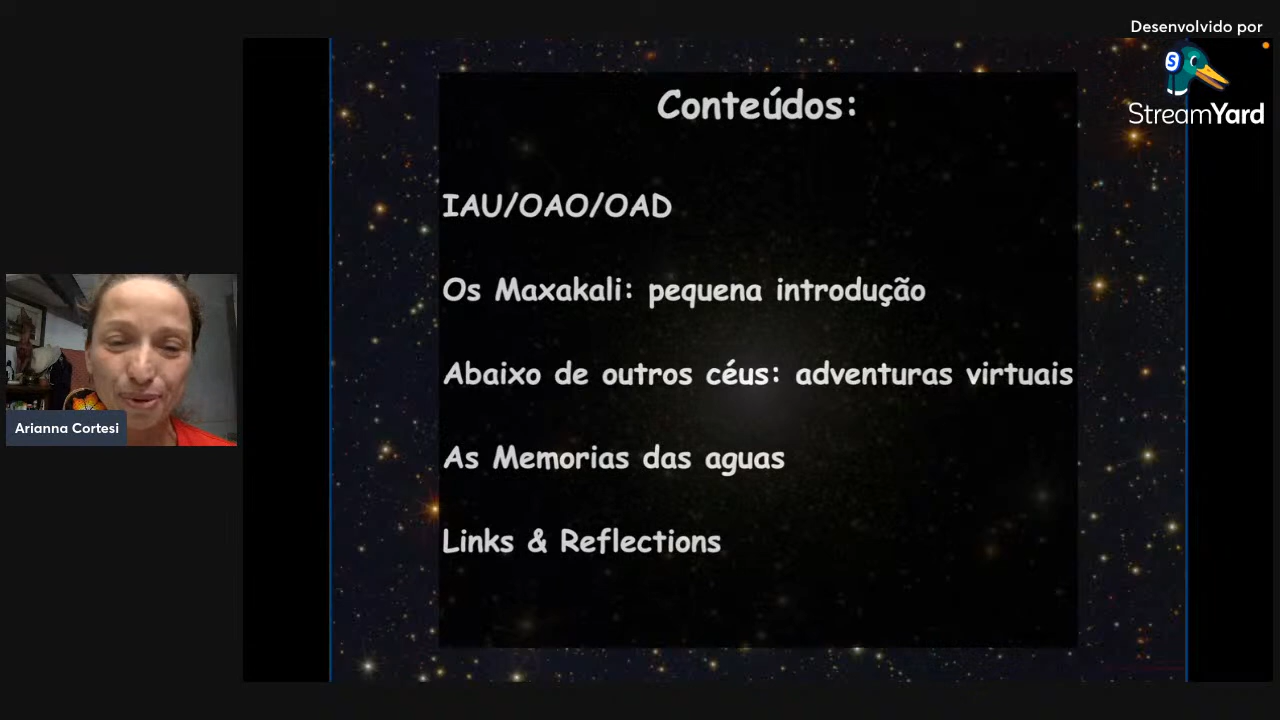 Desenvolvido por
S
StreamYard
Conteúdos:
IAU/OAO/OAD
Os Maxakali: pequena introdução
Abaixo de outros céus: adventuras virtuais
As Memorias das aguas
Links & Reflections
Arianna Cortesi